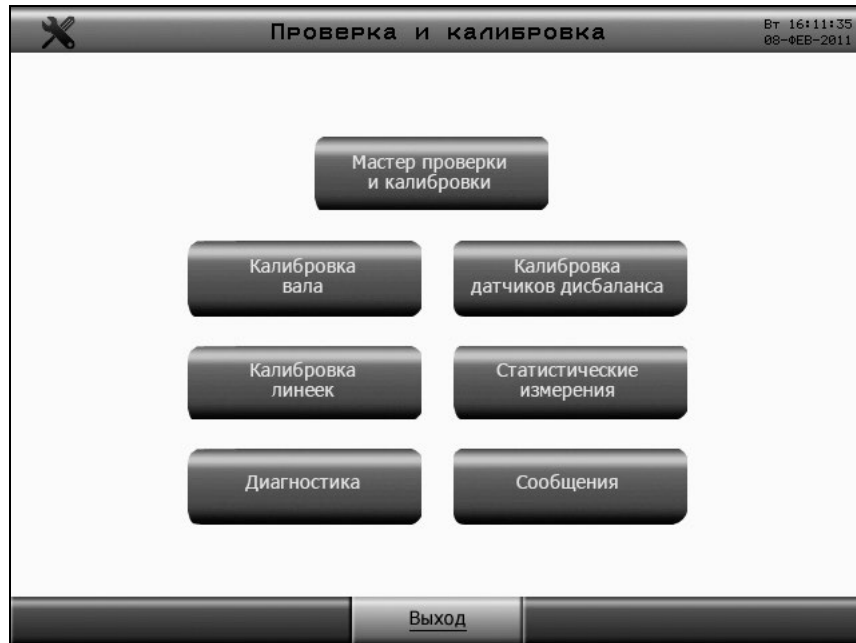 Проверка и калибровка
Вт 16:11:35
08-ФЕВ-2011
Мастер проверки
и калибровки
Калибровка
вала
Калибровка
датчиков дисбаланса
Калибровка
линеек
Статистические
измерения
Диагностика
Сообщения
Выход